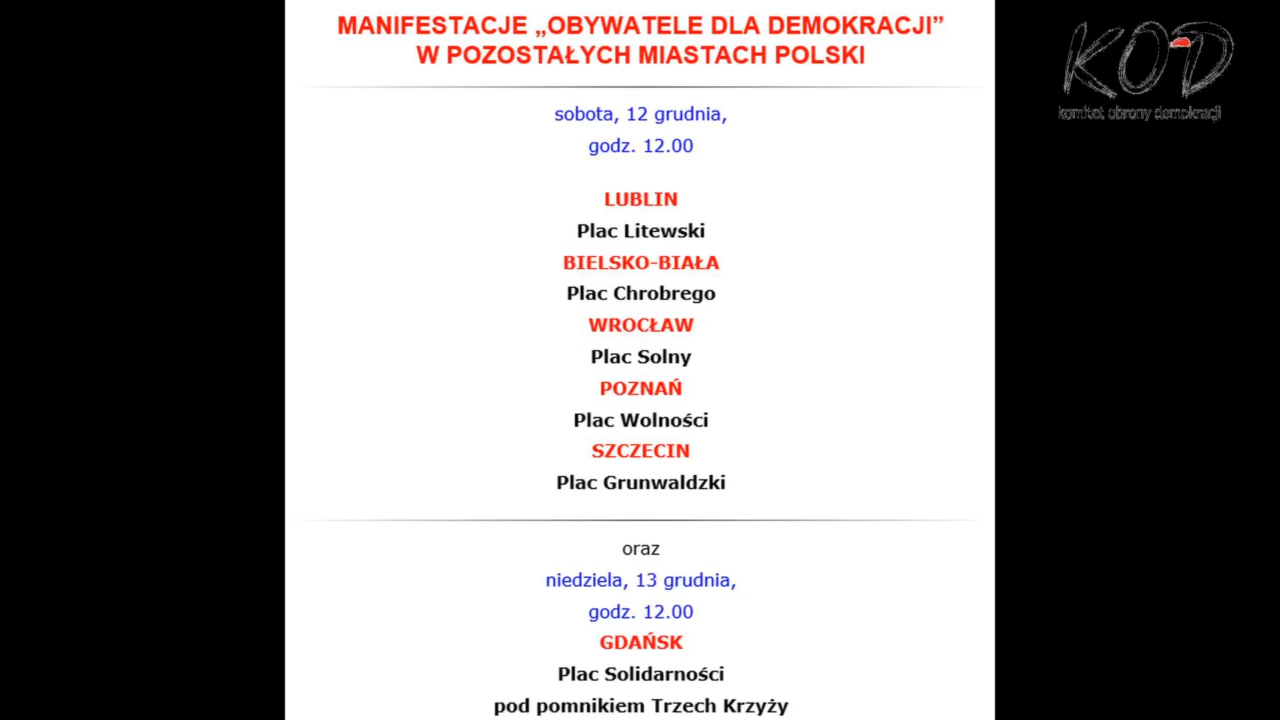 MANIFESTACJE „OBYWATELE DLA DEMOKRACJI”
W POZOSTAŁYCH MIASTACH POLSKI
KOD
komitet obrony demokracji
sobota, 12 grudnia,
godz. 12.00
LUBLIN
Plac Litewski
BIELSKO-BIAŁA
Plac Chrobrego
WROCŁAW
Plac Solny
POZNAŃ
Plac Wolności
SZCZECIN
Plac Grunwaldzki
oraz
niedziela, 13 grudnia,
godz. 12.00
GDAŃSK
Plac Solidarności
pod pomnikiem Trzech Krzyży